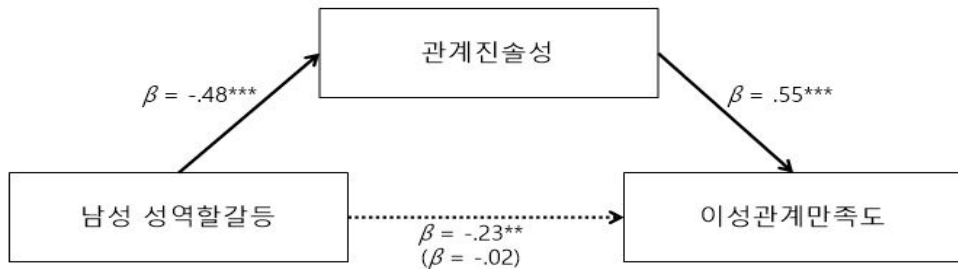 관계진솔성
β = -.48***
β = .55***
남성 성역할갈등
이성관계만족도
β = -.23**
(β = -.02)